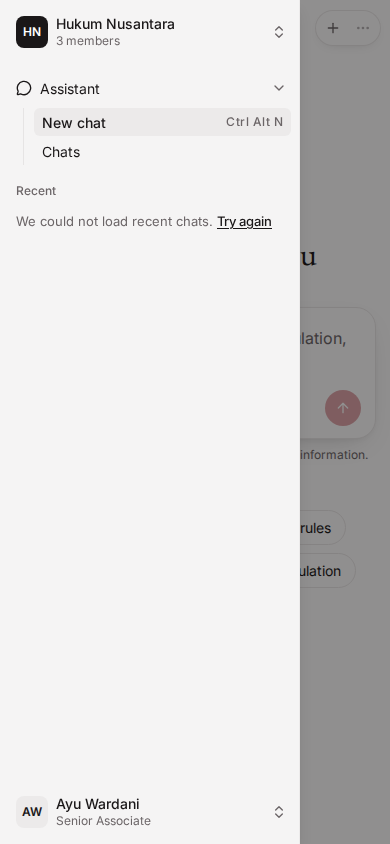 HN
Hukum Nusantara
3 members
Assistant
New chat
Ctrl Alt N
Chats
Recent
We could not load recent chats. Try again
u
lation,
information.
rules
ulation
AW
Ayu Wardani
Senior Associate